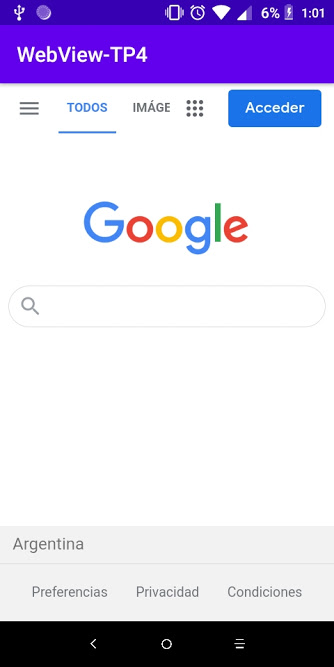 6% 1:01
WebView-TP4
TODOS IMÁGE Acceder
Google
Argentina
Preferencias Privacidad Condiciones